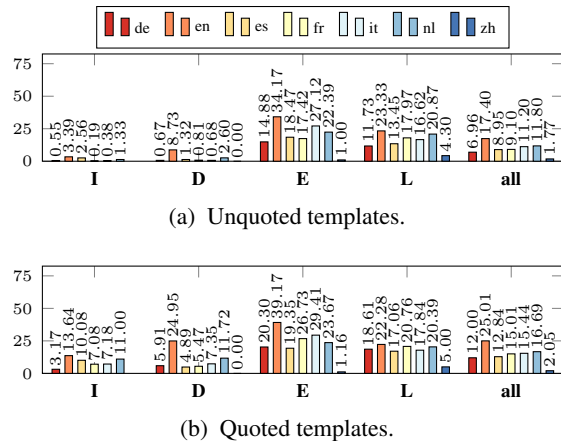 de en es fr it nl zh
75
50
25
0
0.55 3.39 2.56 0.19 0.38 1.33
0.67 8.73 1.32 0.81 0.68 2.60 0.00
14.88 34.17 18.47 17.42 27.12 22.39 1.00
11.73 23.33 13.45 17.97 16.62 20.87 4.30
6.96 17.40 8.95 9.10 11.20 11.80 1.77
I D E L all
(a) Unquoted templates.
75
50
25
0
3.17 13.64 10.08 7.08 7.18 11.00
5.91 24.95 4.89 5.47 7.35 11.72 0.00
20.30 39.17 19.35 26.73 29.41 23.67 1.16
18.61 22.28 17.06 20.76 17.84 20.39 5.00
12.00 25.01 12.84 15.01 15.44 16.69 2.05
I D E L all
(b) Quoted templates.